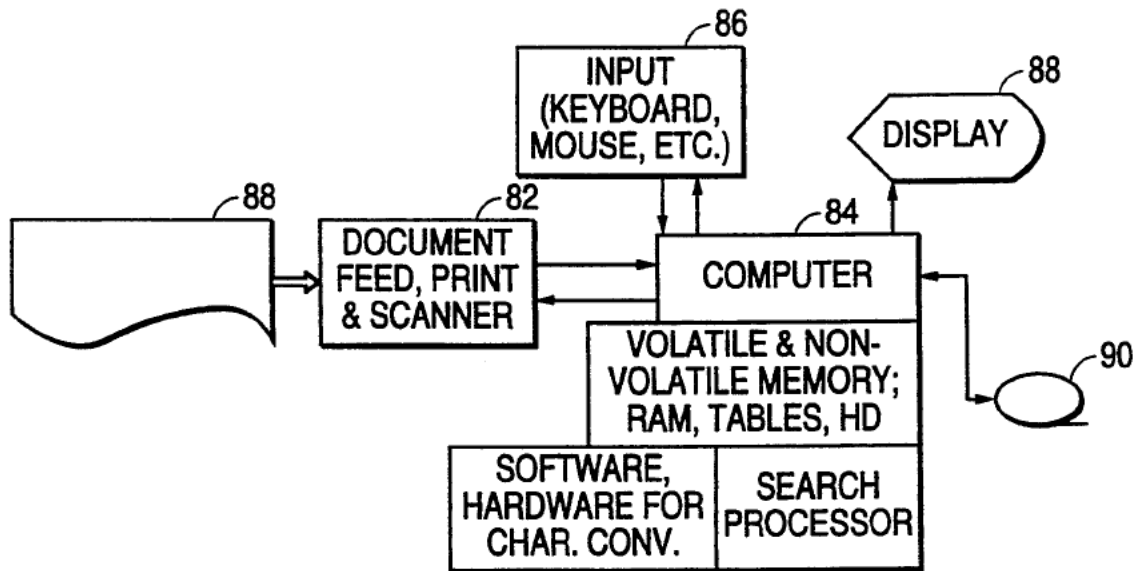 86
INPUT
(KEYBOARD,
MOUSE, ETC.)
88
DISPLAY
88
82
DOCUMENT
FEED, PRINT
& SCANNER
84
COMPUTER
VOLATILE & NON-
VOLATILE MEMORY;
RAM, TABLES, HD
90
SOFTWARE,
HARDWARE FOR
CHAR. CONV.
SEARCH
PROCESSOR